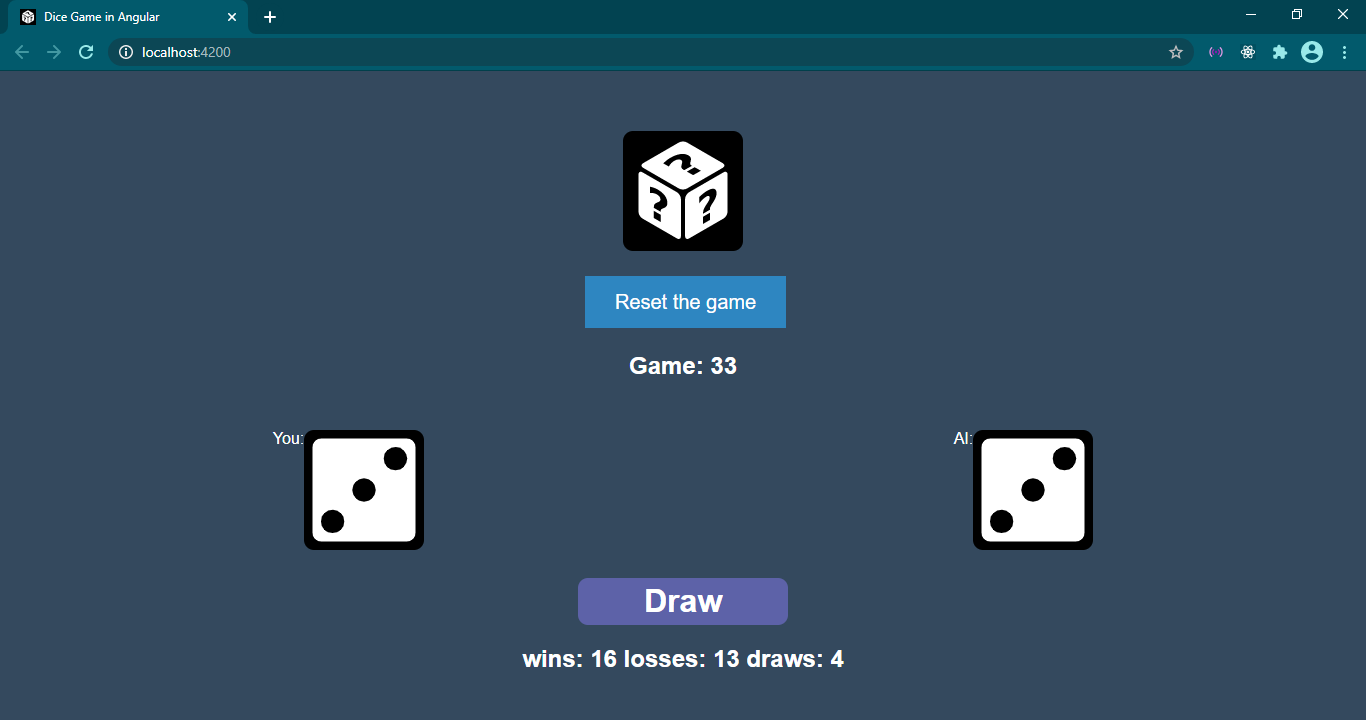 Dice Game in Angular
localhost:4200
? ? ?
Reset the game
Game: 33
You:
AI:
Draw
wins: 16 losses: 13 draws: 4